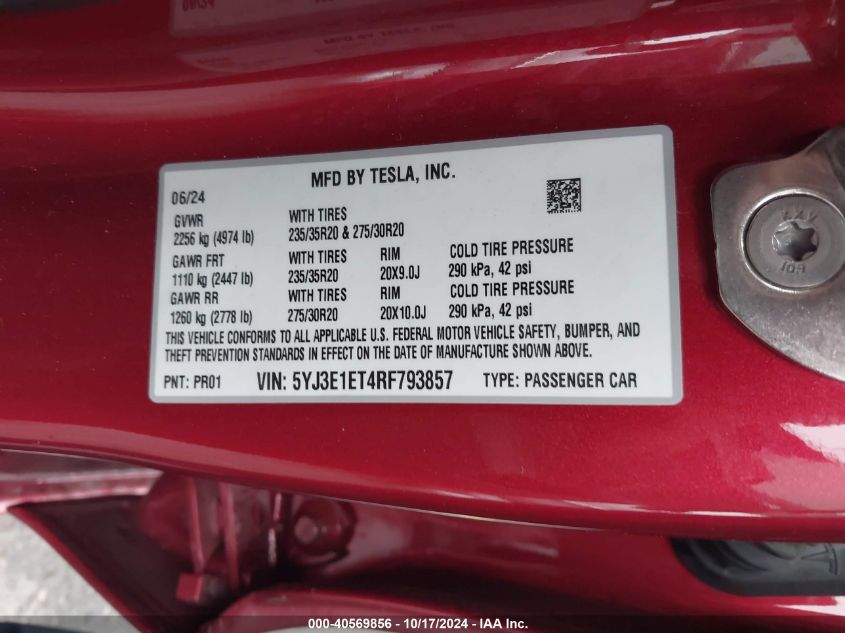 MFD BY TESLA, INC.
06/24
GVWR WITH TIRES
2256 kg (4974 lb) 235/35R20 & 275/30R20
GAWR FRT WITH TIRES RIM COLD TIRE PRESSURE
1110 kg (2447 lb) 235/35R20 20X9.0J 290 kPa, 42 psi
GAWR RR WITH TIRES RIM COLD TIRE PRESSURE
1260 kg (2778 lb) 275/30R20 20X10.0J 290 kPa, 42 psi
THIS VEHICLE CONFORMS TO ALL APPLICABLE U.S. FEDERAL MOTOR VEHICLE SAFETY, BUMPER, AND
THEFT PREVENTION STANDARDS IN EFFECT ON THE DATE OF MANUFACTURE SHOWN ABOVE.
PNT: PR01 VIN: 5YJ3E1ET4RF793857 TYPE: PASSENGER CAR
000-40569856 - 10/17/2024 - IAAI.com